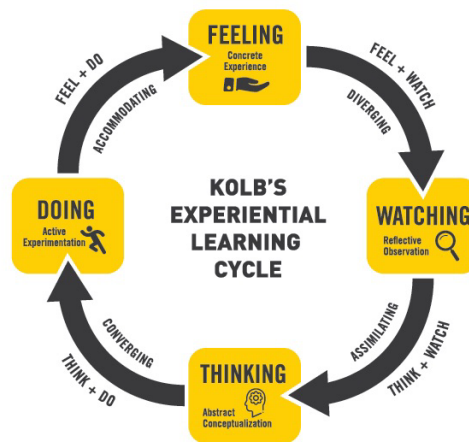 FEELING
Concrete
Experience
FEEL + WATCH
DIVERGING
WATCHING
Reflective
Observation
ASSIMILATING
THINK + WATCH
THINKING
Abstract
Conceptualization
CONVERGING
THINK + DO
DOING
Active
Experimentation
FEEL + DO
ACCOMMODATING
KOLB'S
EXPERIENTIAL
LEARNING
CYCLE